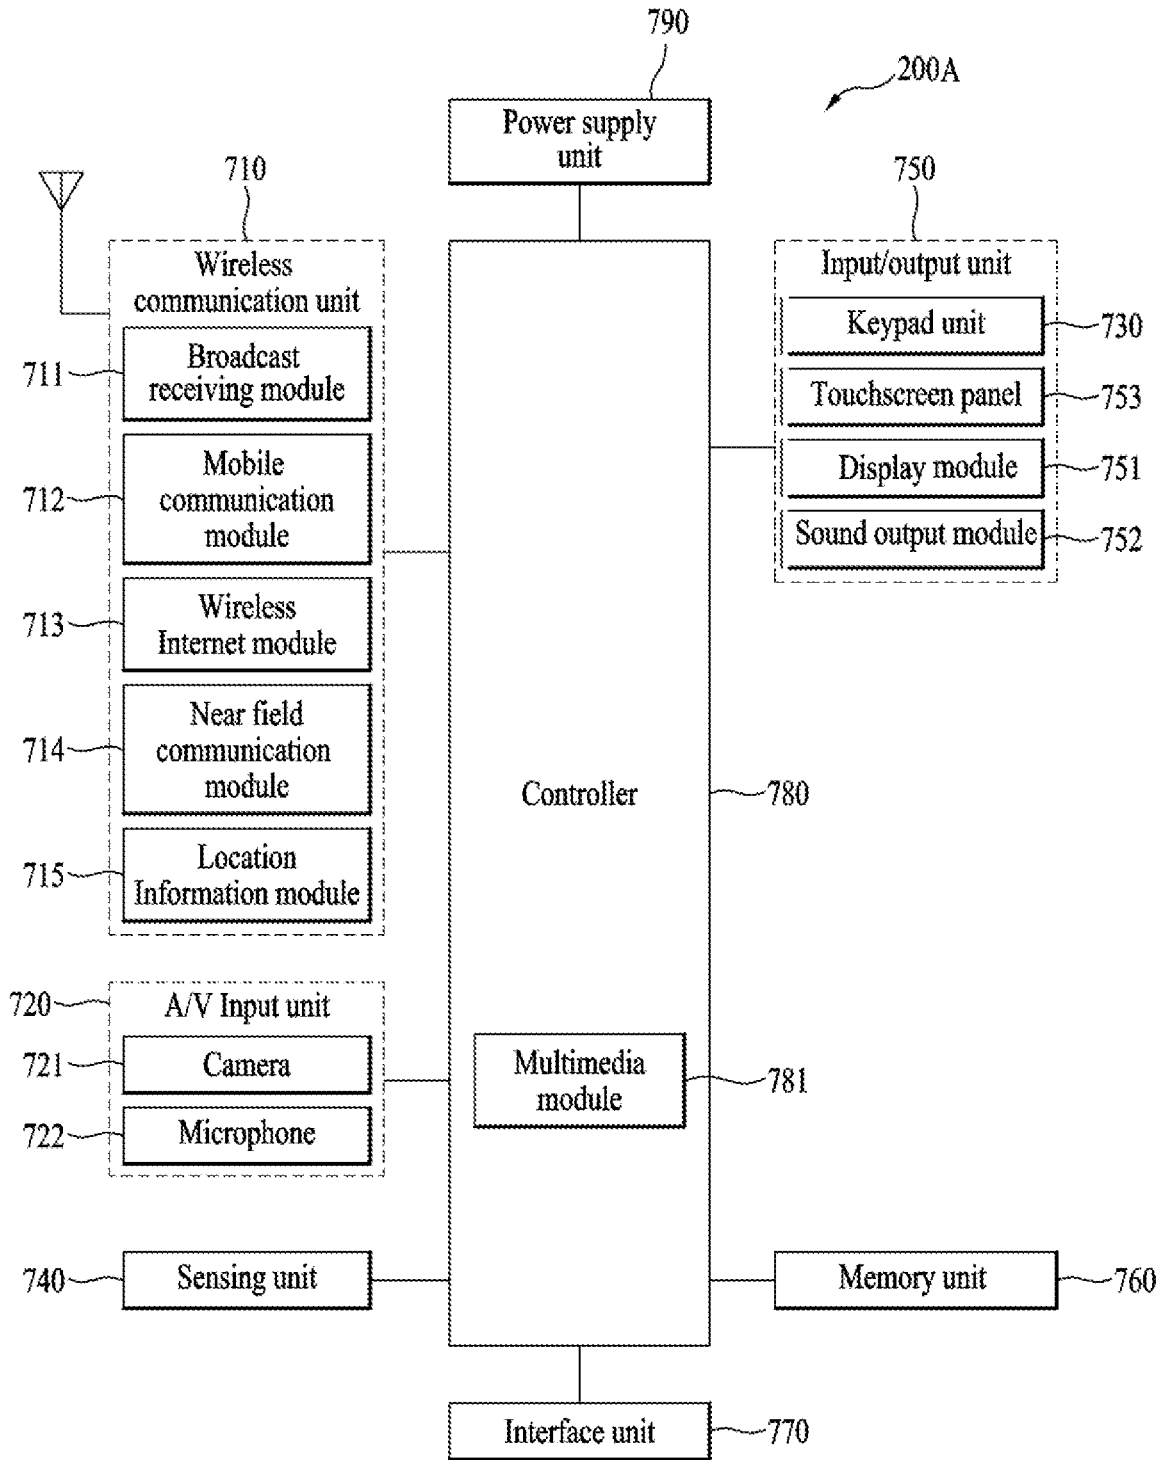 790
200A
Power supply
unit
710
750
Wireless
communication unit
Broadcast
receiving module
711
Mobile
communication
module
712
Wireless
Internet module
713
Near field
communication
module
714
Location
Information module
715
Input/output unit
Keypad unit
730
Touchscreen panel
753
Display module
751
Sound output module
752
Controller
780
720
A/V Input unit
721
Camera
722
Microphone
Multimedia
module
781
740
Sensing unit
Memory unit
760
Interface unit
770